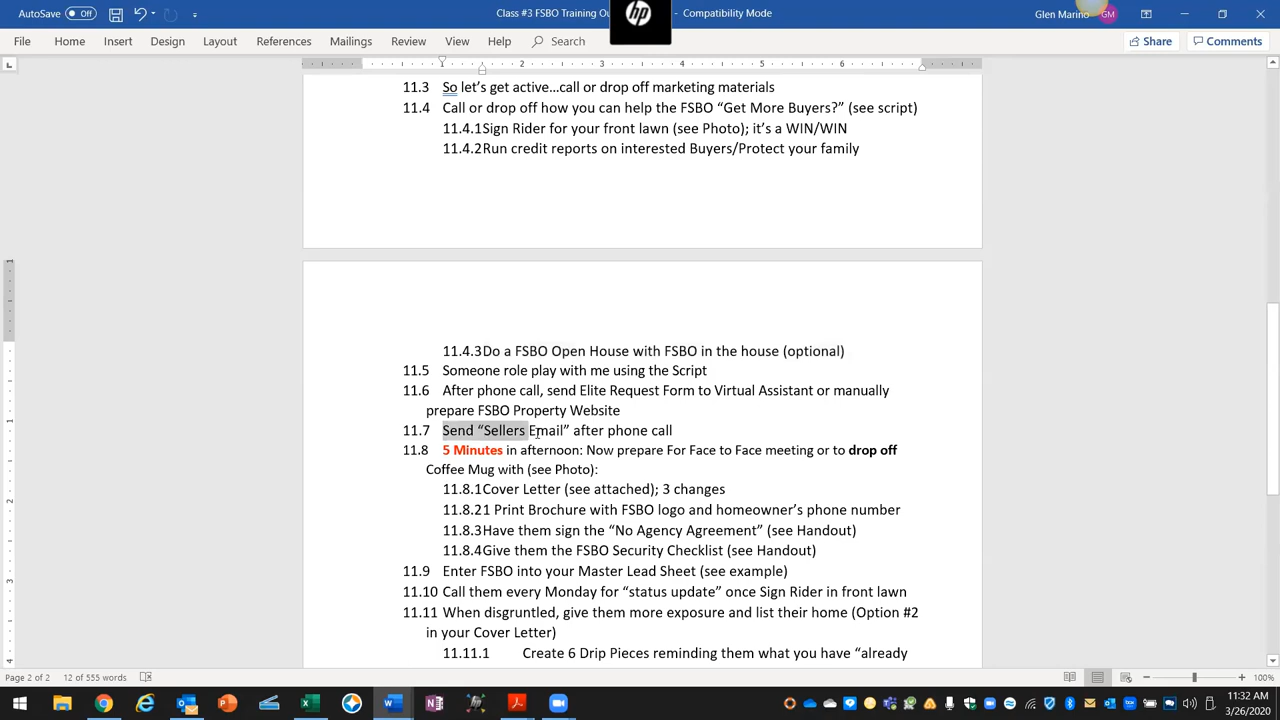 AutoSave Off Class #3 FSBO Training Ou - Compatibility Mode Glen Marino GM
hp
File Home Insert Draw Design Layout References Mailings Review View Help Search Share Comments
2 3 4 5 6
11.3 So let's get active…call or drop off marketing materials
11.4 Call or drop off how you can help the FSBO "Get More Buyers?" (see script)
11.4.1Sign Rider for your front lawn (see Photo); it's a WIN/WIN
11.4.2Run credit reports on interested Buyers/Protect your family
11.4.3Do a FSBO Open House with FSBO in the house (optional)
11.5 Someone role play with me using the Script
11.6 After phone call, send Elite Request Form to Virtual Assistant or manually
prepare FSBO Property Website
11.7 Send "Sellers Email" after phone call
11.8 5 Minutes in afternoon: Now prepare For Face to Face meeting or to drop off
Coffee Mug with (see Photo):
11.8.1Cover Letter (see attached); 3 changes
11.8.21 Print Brochure with FSBO logo and homeowner's phone number
11.8.3Have them sign the "No Agency Agreement" (see Handout)
11.8.4Give them the FSBO Security Checklist (see Handout)
11.9 Enter FSBO into your Master Lead Sheet (see example)
11.10 Call them every Monday for "status update" once Sign Rider in front lawn
11.11 When disgruntled, give them more exposure and list their home (Option #2
in your Cover Letter)
11.11.1 Create 6 Drip Pieces reminding them what you have "already
Page 2 of 2 12 of 555 words 100%
11:32 AM
3/26/2020